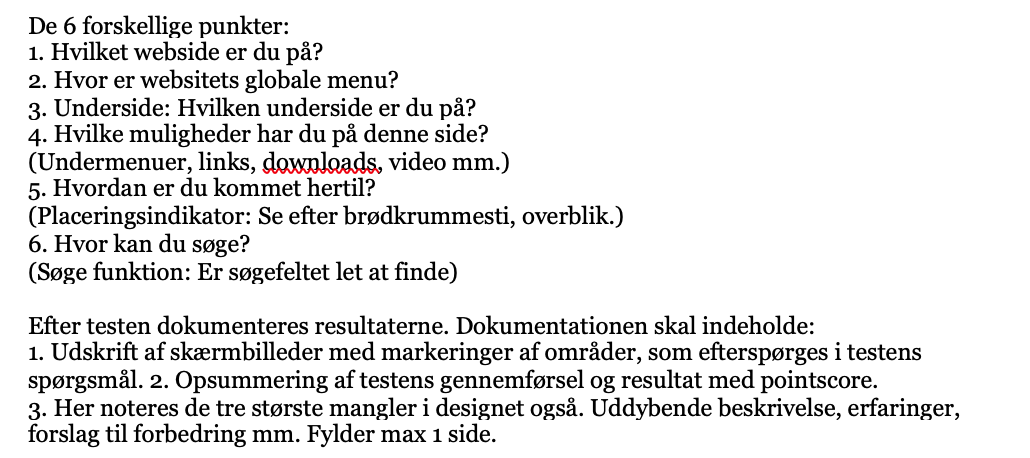 De 6 forskellige punkter:
1. Hvilket webside er du på?
2. Hvor er websitets globale menu?
3. Underside: Hvilken underside er du på?
4. Hvilke muligheder har du på denne side?
(Undermenuer, links, downloads, video mm.)
5. Hvordan er du kommet hertil?
(Placeringsindikator: Se efter brødkrummesti, overblik.)
6. Hvor kan du søge?
(Søge funktion: Er søgefeltet let at finde)
Efter testen dokumenteres resultaterne. Dokumentationen skal indeholde:
1. Udskrift af skærmbilleder med markeringer af områder, som efterspørges i testens
spørgsmål. 2. Opsummering af testens gennemførsel og resultat med pointscore.
3. Her noteres de tre største mangler i designet også. Uddybende beskrivelse, erfaringer,
forslag til forbedring mm. Fylder max 1 side.